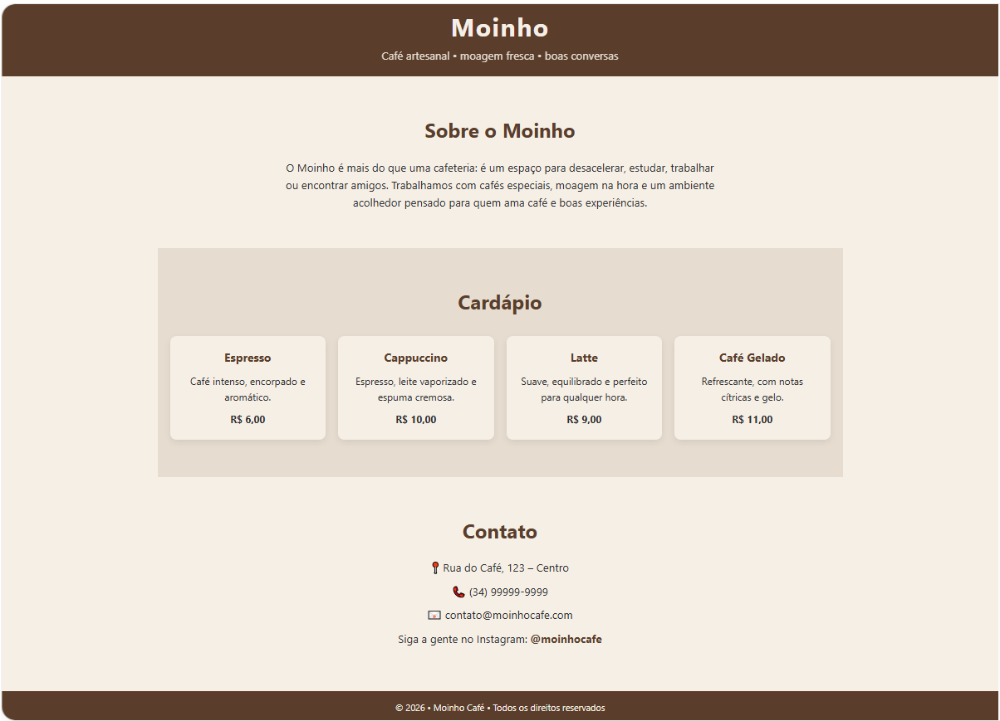 Moinho
Café artesanal • moagem fresca • boas conversas
Sobre o Moinho
O Moinho é mais do que uma cafeteria: é um espaço para desacelerar, estudar, trabalhar
ou encontrar amigos. Trabalhamos com cafés especiais, moagem na hora e um ambiente
acolhedor pensado para quem ama café e boas experiências.
Cardápio
Espresso
Café intenso, encorpado e
aromático.
R$ 6,00
Cappuccino
Espresso, leite vaporizado e
espuma cremosa.
R$ 10,00
Latte
Suave, equilibrado e perfeito
para qualquer hora.
R$ 9,00
Café Gelado
Refrescante, com notas
cítricas e gelo.
R$ 11,00
Contato
Rua do Café, 123 – Centro
(34) 99999-9999
contato@moinhocafe.com
Siga a gente no Instagram: @moinhocafe
© 2026 • Moinho Café • Todos os direitos reservados